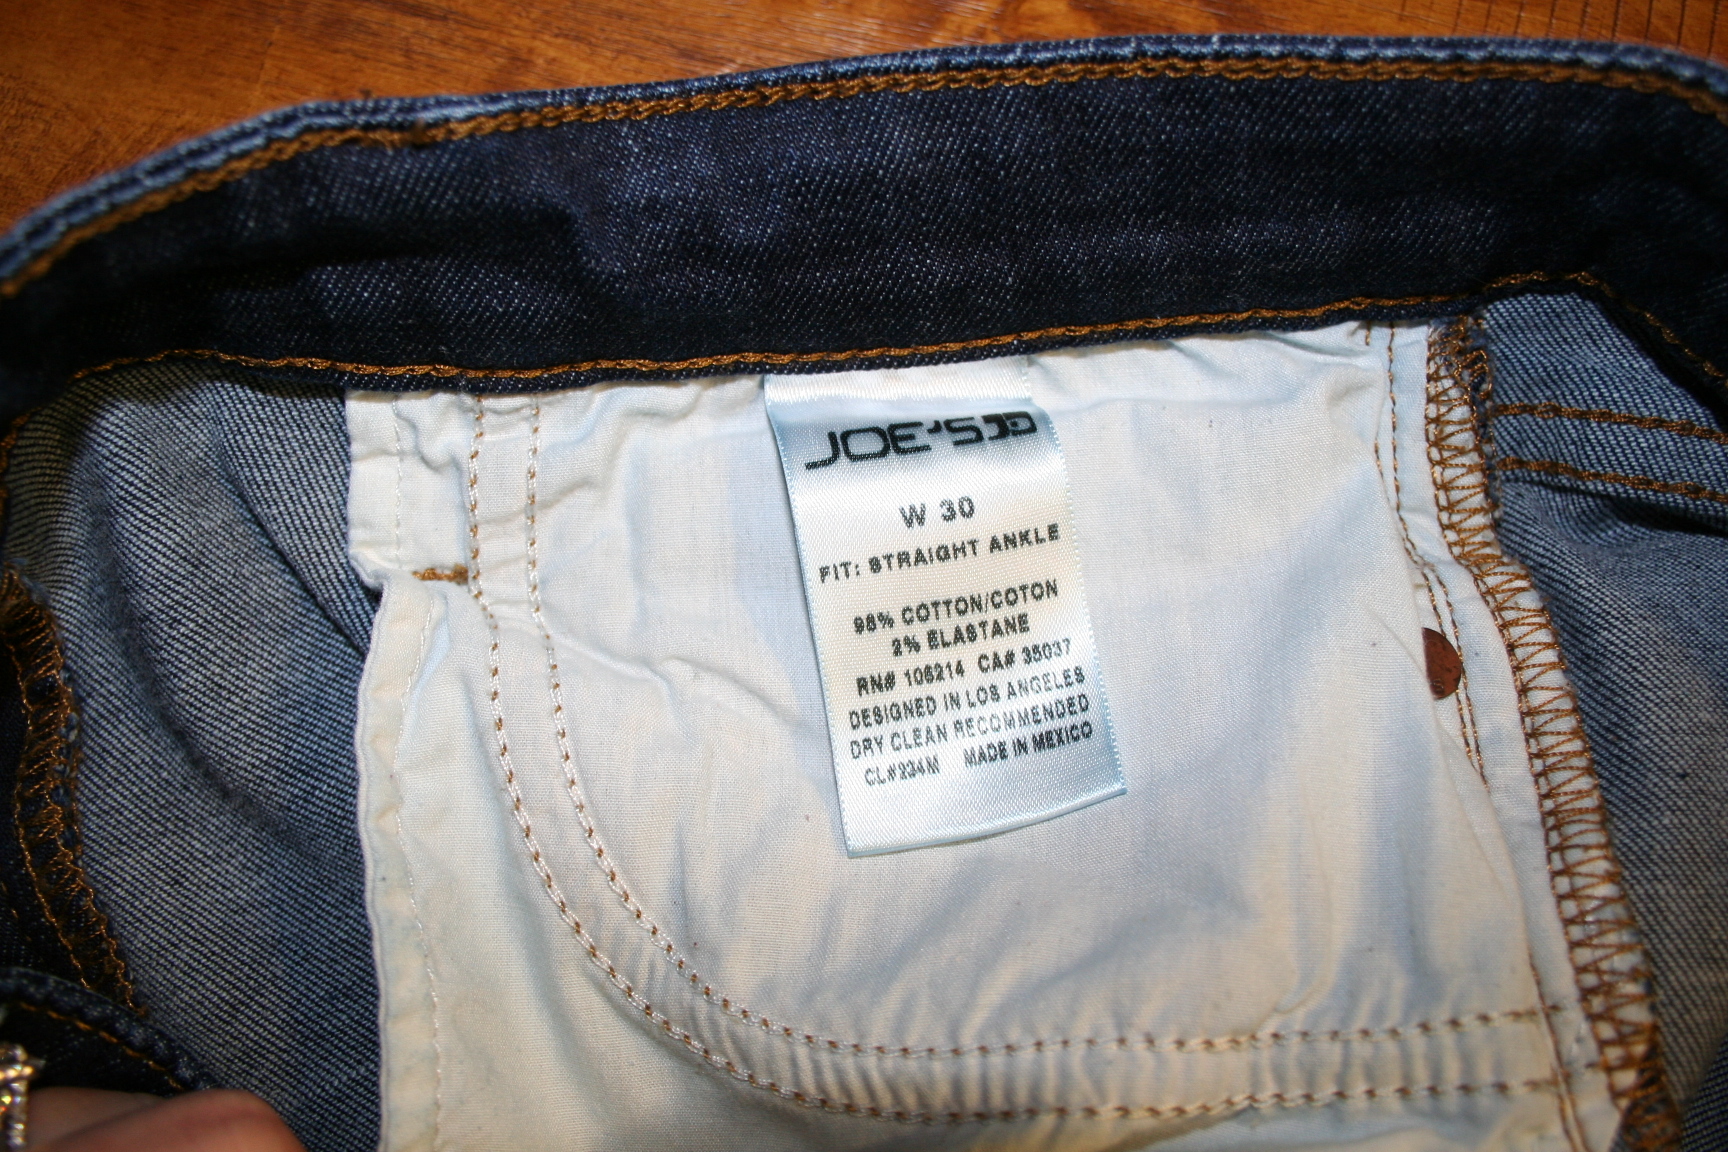 JOE'S
W 30
FIT: STRAIGHT ANKLE
98% COTTON/COTON
2% ELASTANE
RN# 106214 CA# 35037
DESIGNED IN LOS ANGELES
DRY CLEAN RECOMMENDED
CL#234M MADE IN MEXICO